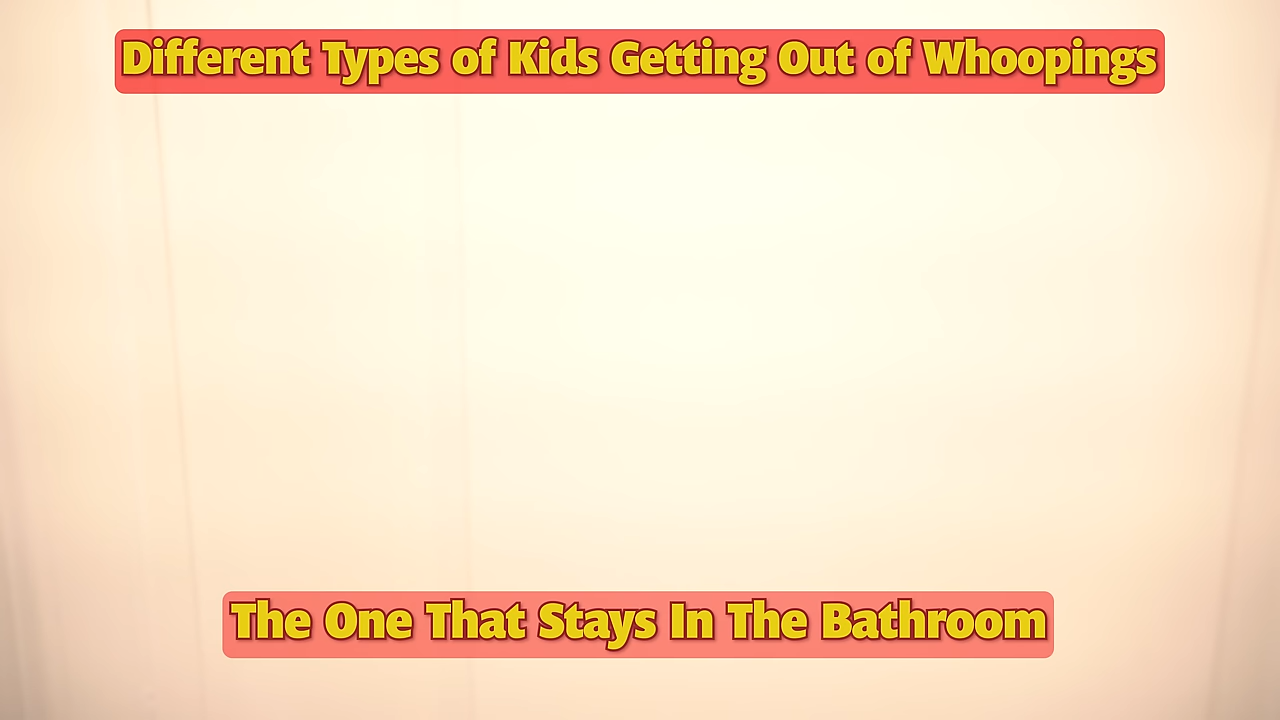 Different Types of Kids Getting Out of Whoopings
The One That Stays In The Bathroom